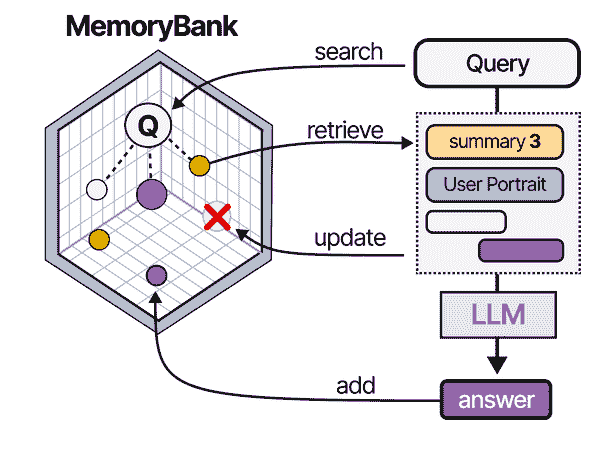 MemoryBank
search
Query
Q
retrieve
summary 3
User Portrait
update
LLM
add
answer